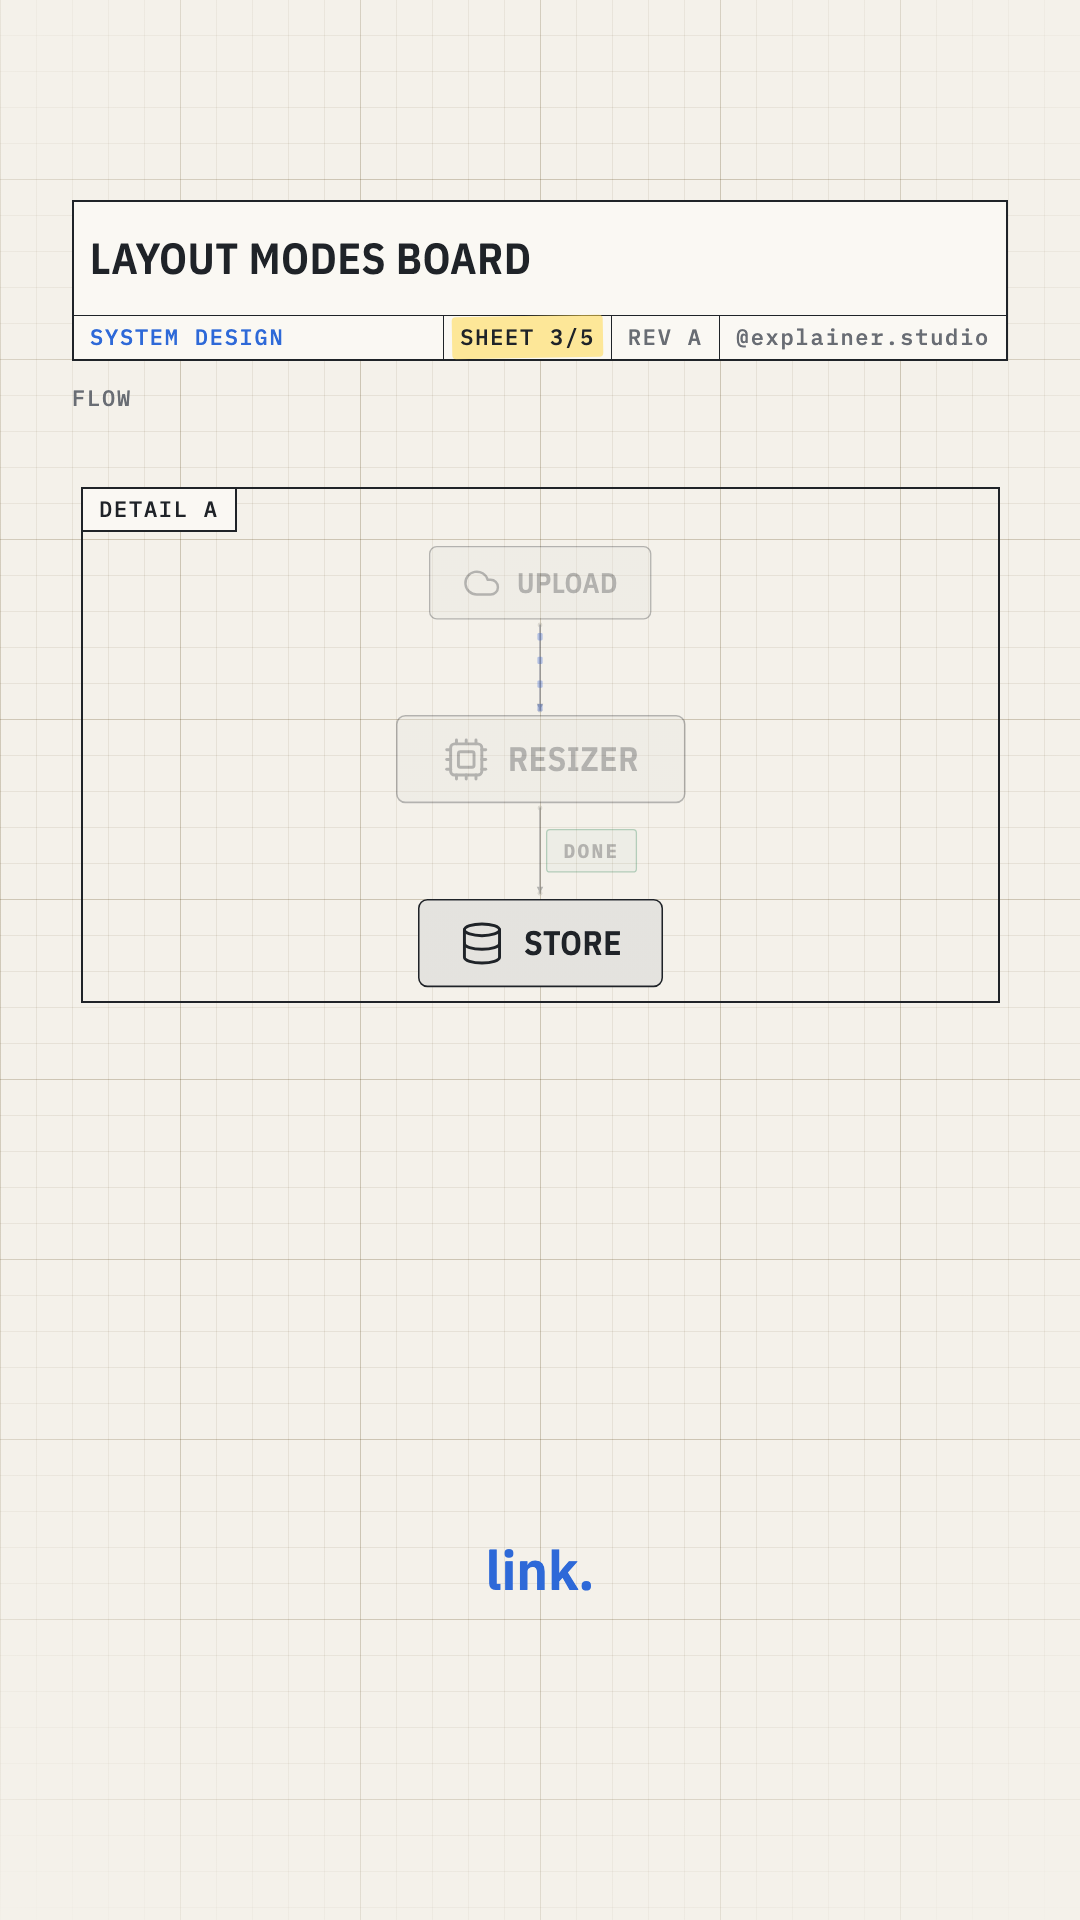 LAYOUT MODES BOARD
SYSTEM DESIGN
SHEET 3/5
REV A
@explainer.studio
FLOW
DETAIL A
UPLOAD
RESIZER
DONE
STORE
link.